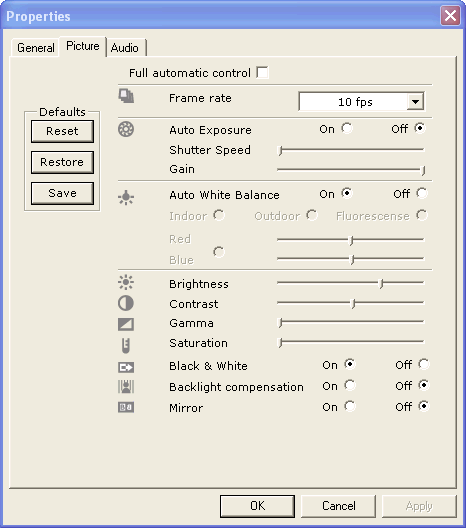 Properties
General Picture Audio
Full automatic control
Frame rate 10 fps
Defaults
Reset
Restore
Save
Auto Exposure On Off
Shutter Speed
Gain
Auto White Balance On Off
Indoor Outdoor Fluorescense
Red
Blue
Brightness
Contrast
Gamma
Saturation
Black & White On Off
Backlight compensation On Off
Mirror On Off
OK Cancel Apply